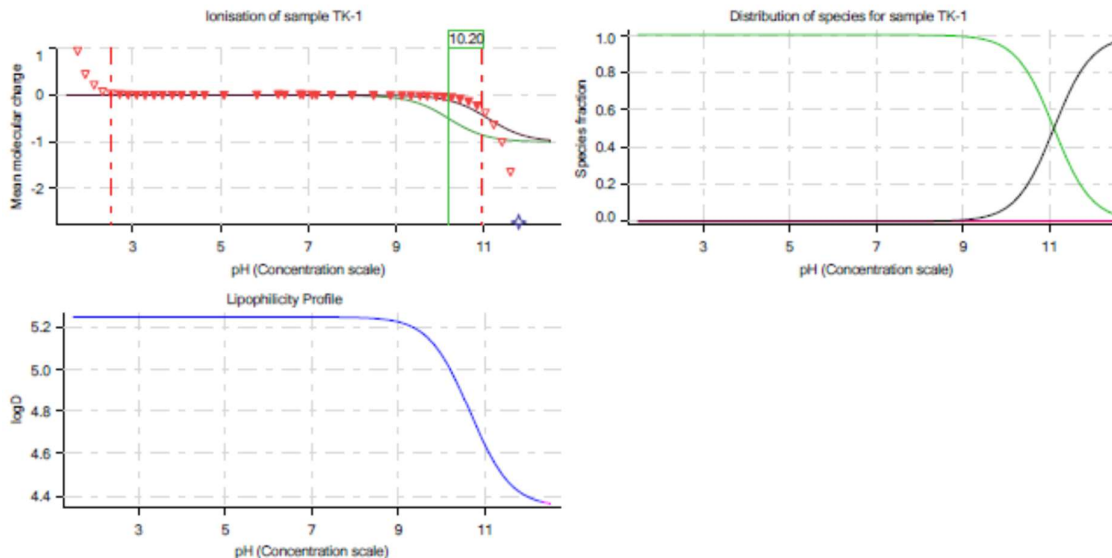 Ionisation of sample TK-1
10.20
Mean molecular charge
1
0
-1
-2
3 5 7 9 11
pH (Concentration scale)
Distribution of species for sample TK-1
Species fraction
1.0
0.8
0.6
0.4
0.2
0.0
3 5 7 9 11
pH (Concentration scale)
Lipophilicity Profile
logD
5.2
5.0
4.8
4.6
4.4
3 5 7 9 11
pH (Concentration scale)